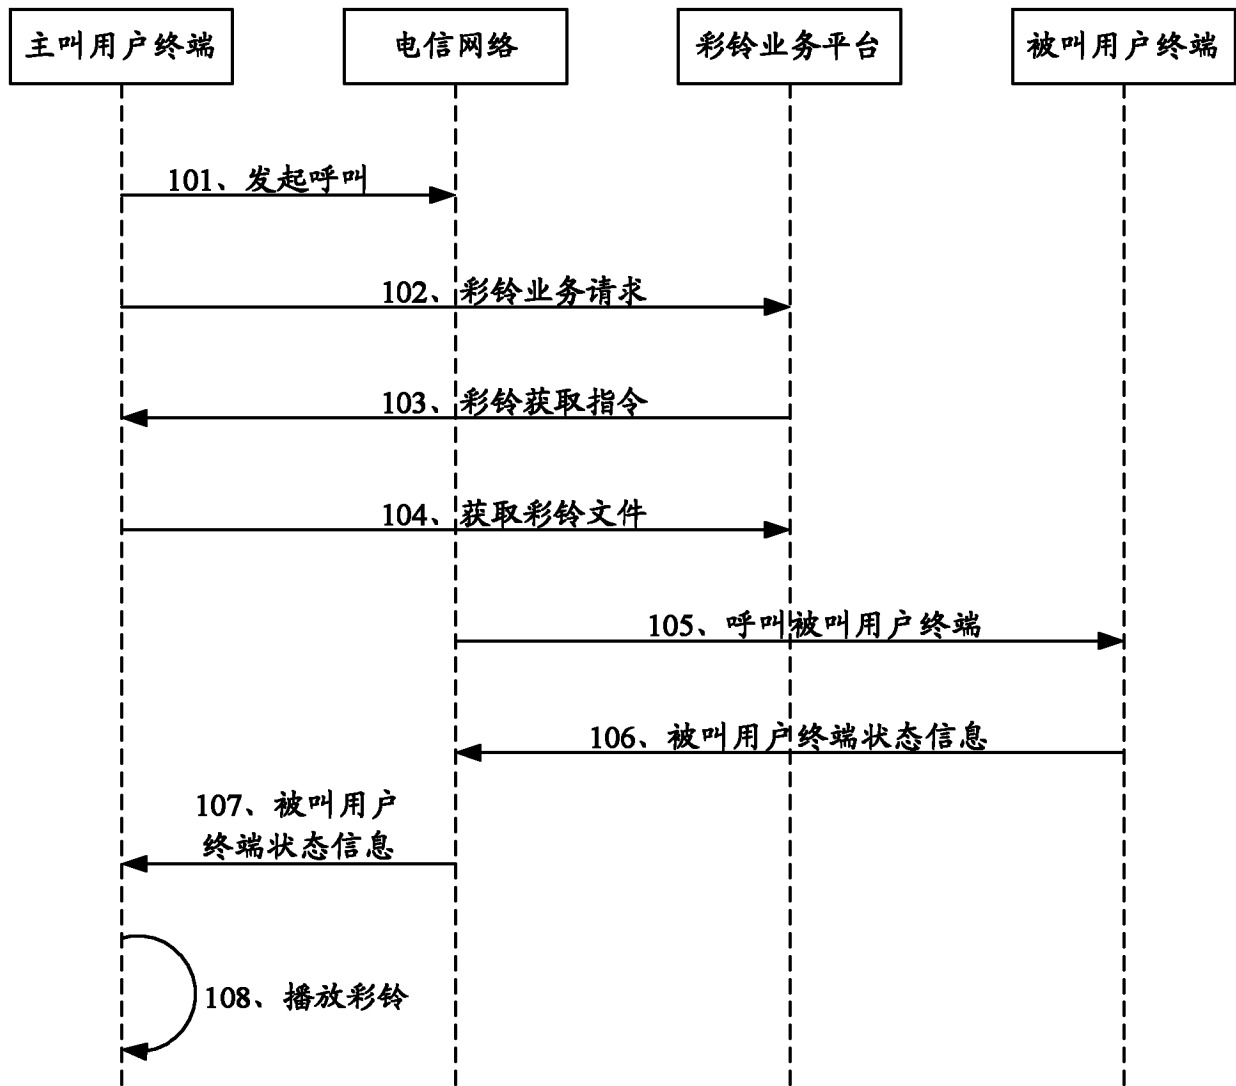 主叫用户终端
电信网络
彩铃业务平台
被叫用户终端
101、发起呼叫
102、彩铃业务请求
103、彩铃获取指令
104、获取彩铃文件
105、呼叫被叫用户终端
106、被叫用户终端状态信息
107、被叫用户
终端状态信息
108、播放彩铃